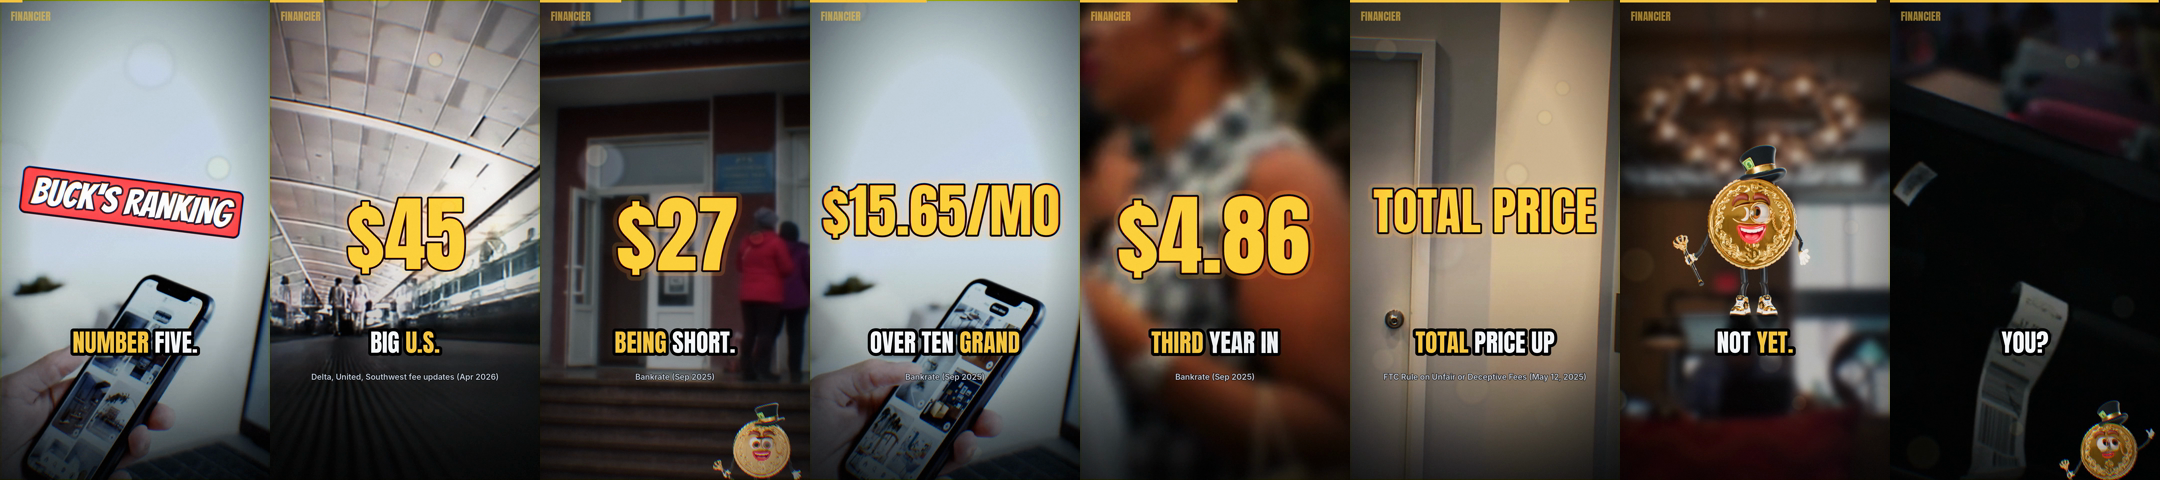 FINANCIER
BUCK'S RANKING
NUMBER FIVE.
FINANCIER
$45
BIG U.S.
Delta, United, Southwest fee updates (Apr 2026)
FINANCIER
$27
BEING SHORT.
Bankrate (Sep 2025)
FINANCIER
$15.65/MO
OVER TEN GRAND
Bankrate (Sep 2025)
FINANCIER
$4.86
THIRD YEAR IN
Bankrate (Sep 2025)
FINANCIER
TOTAL PRICE
TOTAL PRICE UP
FTC Rule on Unfair or Deceptive Fees (May 12, 2025)
FINANCIER
NOT YET.
FINANCIER
YOU?